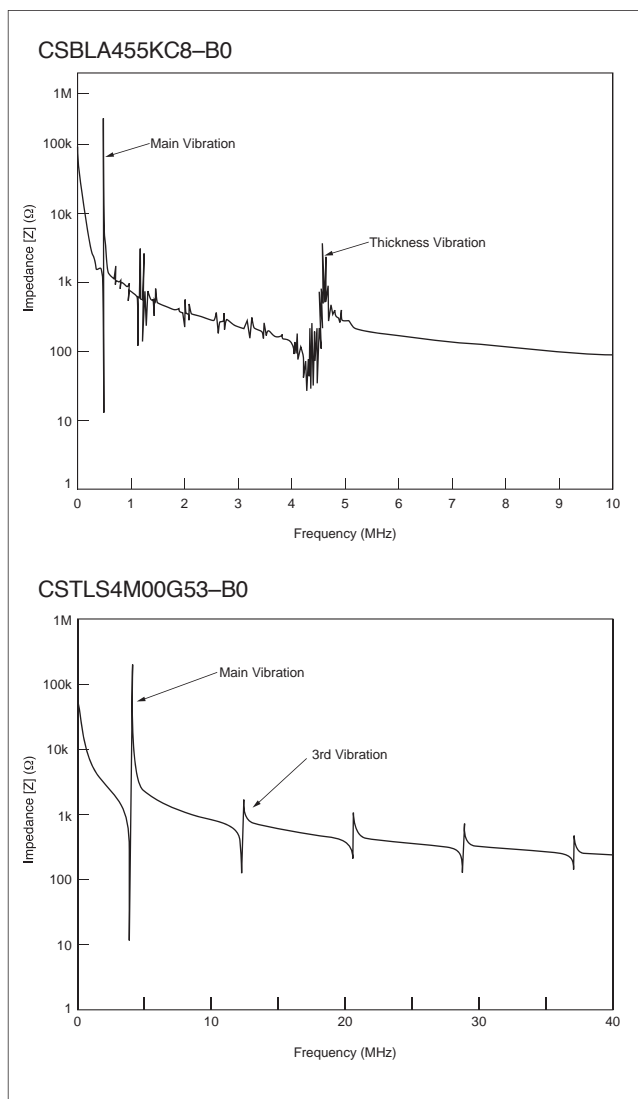 CSBLA455KC8–B0
1M
Main Vibration
100k
10k
Thickness Vibration
Impedance [Z] (Ω)
1k
100
10
1
0 1 2 3 4 5 6 7 8 9 10
Frequency (MHz)
CSTLS4M00G53–B0
1M
Main Vibration
100k
3rd Vibration
10k
Impedance [Z] (Ω)
1k
100
10
1
0 10 20 30 40
Frequency (MHz)